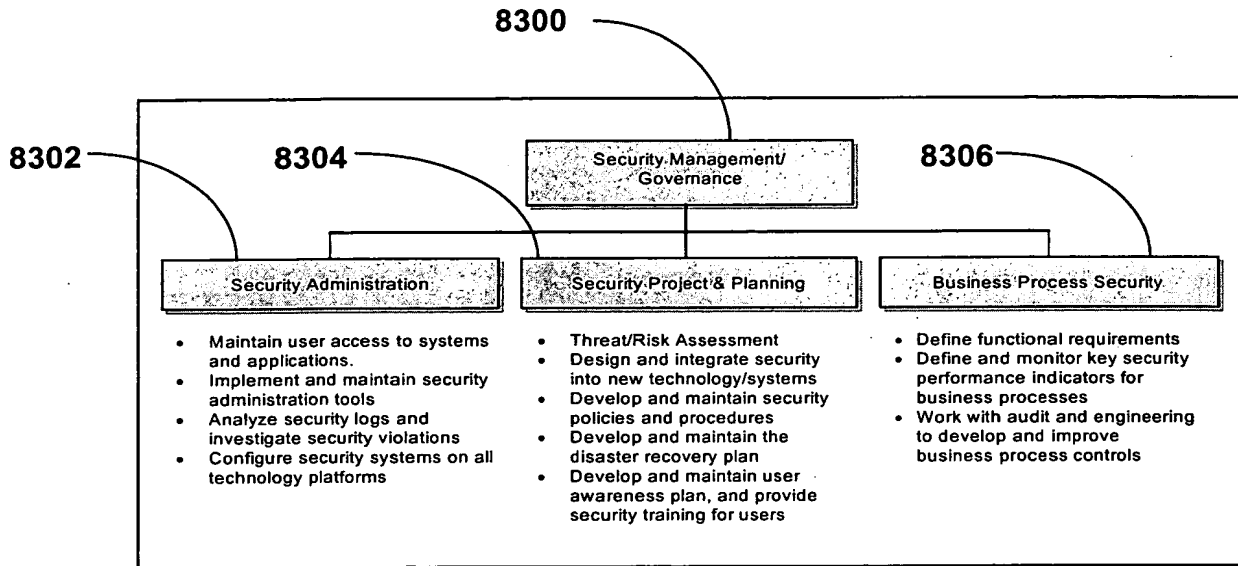 8300
8302
8304
8306
Security Management/
Governance
Security Administration
Security Project & Planning
Business Process Security
• Maintain user access to systems
and applications.
• Implement and maintain security
administration tools
• Analyze security logs and
investigate security violations
• Configure security systems on all
technology platforms
• Threat/Risk Assessment
• Design and integrate security
into new technology/systems
• Develop and maintain security
policies and procedures
• Develop and maintain the
disaster recovery plan
• Develop and maintain user
awareness plan, and provide
security training for users
• Define functional requirements
• Define and monitor key security
performance indicators for
business processes
• Work with audit and engineering
to develop and improve
business process controls